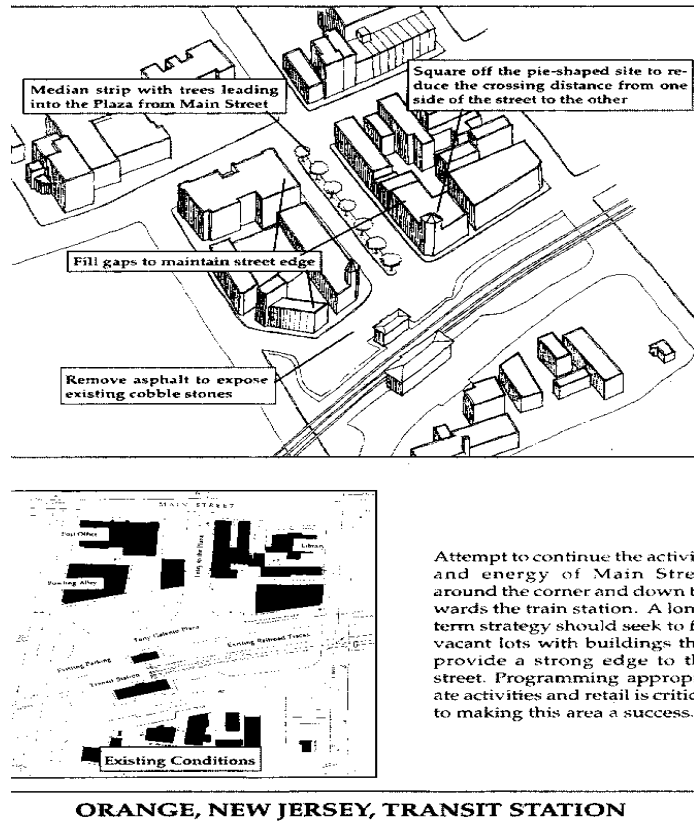 Median strip with trees leading
into the Plaza from Main Street
Square off the pie-shaped site to re-
duce the crossing distance from one
side of the street to the other
Fill gaps to maintain street edge
Remove asphalt to expose
existing cobble stones
MAIN STREET
Post Office
Library
Bowling Alley
Existing Railroad Tracks
Existing Parking
Transit Station
Existing Conditions
Attempt to continue the activi
and energy of Main Stre
around the corner and down t
wards the train station. A lon
term strategy should seek to f
vacant lots with buildings th
provide a strong edge to th
street. Programming appropr
ate activities and retail is critic
to making this area a success.
ORANGE, NEW JERSEY, TRANSIT STATION